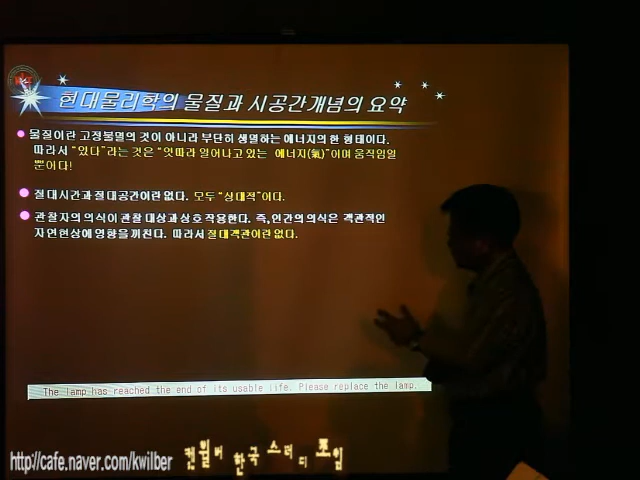 현대물리학의 물질과 시공간개념의 요약
물질이란 고정불멸의 것이 아니라 부단히 생멸하는 에너지의 한 형태이다.
따라서 "있다"라는 것은 "잇따라 일어나고 있는 에너지(氣)"이며 움직임일
뿐이다!
절대시간과 절대공간이란 없다. 모두 "상대적"이다.
관찰자의 의식이 관찰 대상과 상호 작용한다. 즉, 인간의 의식은 객관적인
자연현상에 영향을 끼친다. 따라서 절대객관이란 없다.
The lamp has reached the end of its usable life. Please replace the lamp.
http://cafe.naver.com/kwilber 켄 윌버 한국 스터디 모임